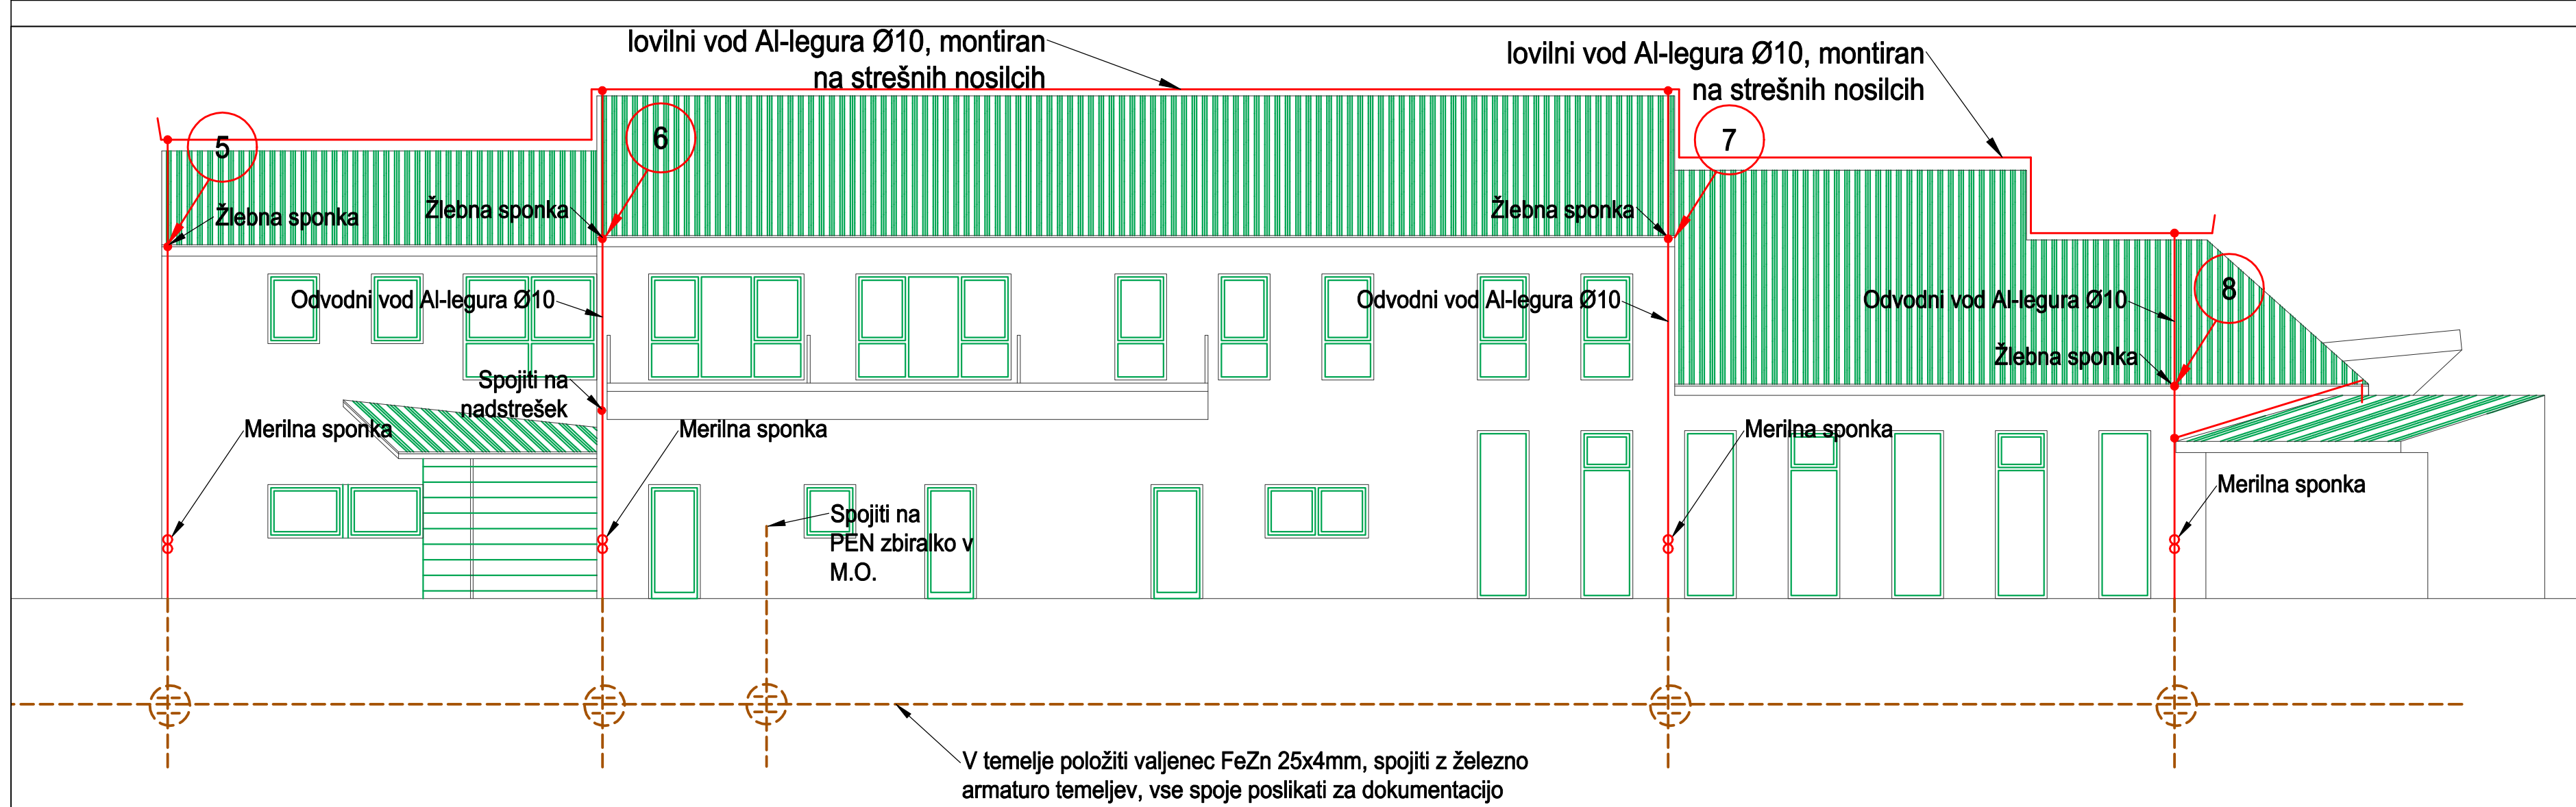 lovilni vod Al-legura Ø10, montiran
na strešnih nosilcih
lovilni vod Al-legura Ø10, montiran
na strešnih nosilcih
5
6
7
8
Žlebna sponka
Žlebna sponka
Žlebna sponka
Odvodni vod Al-legura Ø10
Odvodni vod Al-legura Ø10
Odvodni vod Al-legura Ø10
Žlebna sponka
Spojiti na
nadstrešek
Merilna sponka
Merilna sponka
Merilna sponka
Merilna sponka
Spojiti na
PEN zbiralko v
M.O.
V temelje položiti valjenec FeZn 25x4mm, spojiti z železno
armaturo temeljev, vse spoje poslikati za dokumentacijo